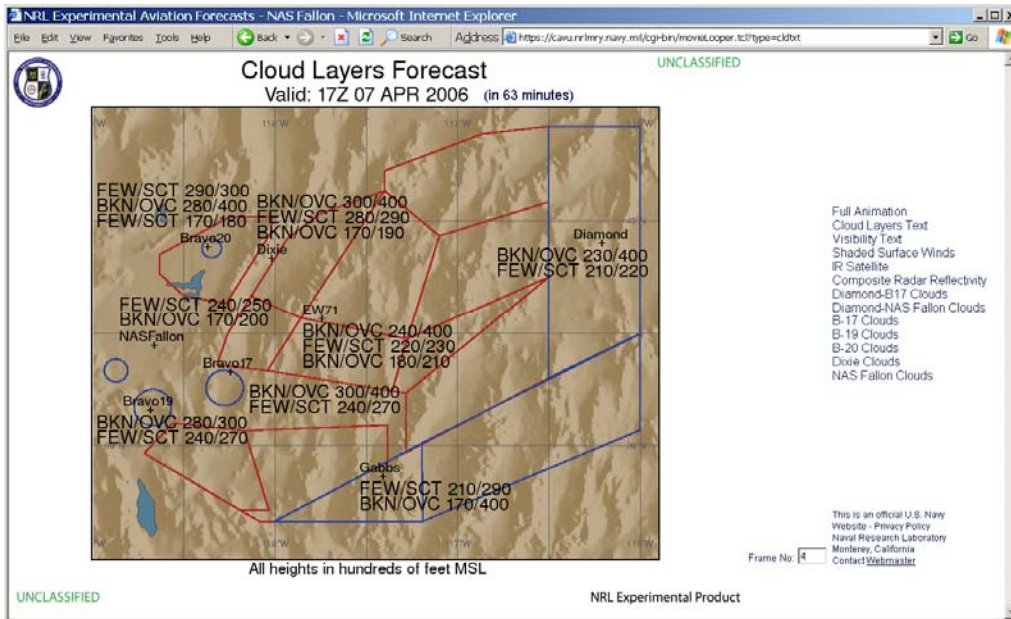 NRL Experimental Aviation Forecasts - NAS Fallon - Microsoft Internet Explorer
File Edit View Favorites Tools Help Back Search Address https://cavu.nrlmry.navy.mil/cgi-bin/movieLooper.tcl?type=cldtxt Go
Cloud Layers Forecast
UNCLASSIFIED
Valid: 17Z 07 APR 2006 (in 63 minutes)
FEW/SCT 290/300
BKN/OVC 280/400
FEW/SCT 170/180
Bravo20
BKN/OVC 300/400
FEW/SCT 280/290
BKN/OVC 170/190
Dixie
Diamond
BKN/OVC 230/400
FEW/SCT 210/220
FEW/SCT 240/250
BKN/OVC 170/200
NASFallon
EW71
BKN/OVC 240/400
FEW/SCT 220/230
BKN/OVC 180/210
Bravo17
BKN/OVC 300/400
FEW/SCT 240/270
Bravo19
BKN/OVC 280/300
FEW/SCT 240/270
Gabbs
FEW/SCT 210/290
BKN/OVC 170/400
All heights in hundreds of feet MSL
Full Animation
Cloud Layers Text
Visibility Text
Shaded Surface Winds
IR Satellite
Composite Radar Reflectivity
Diamond-B17 Clouds
Diamond-NAS Fallon Clouds
B-17 Clouds
B-19 Clouds
B-20 Clouds
Dixie Clouds
NAS Fallon Clouds
Frame No: 4
This is an official U.S. Navy
Website - Privacy Policy
Naval Research Laboratory
Monterey, California
Contact Webmaster
UNCLASSIFIED
NRL Experimental Product